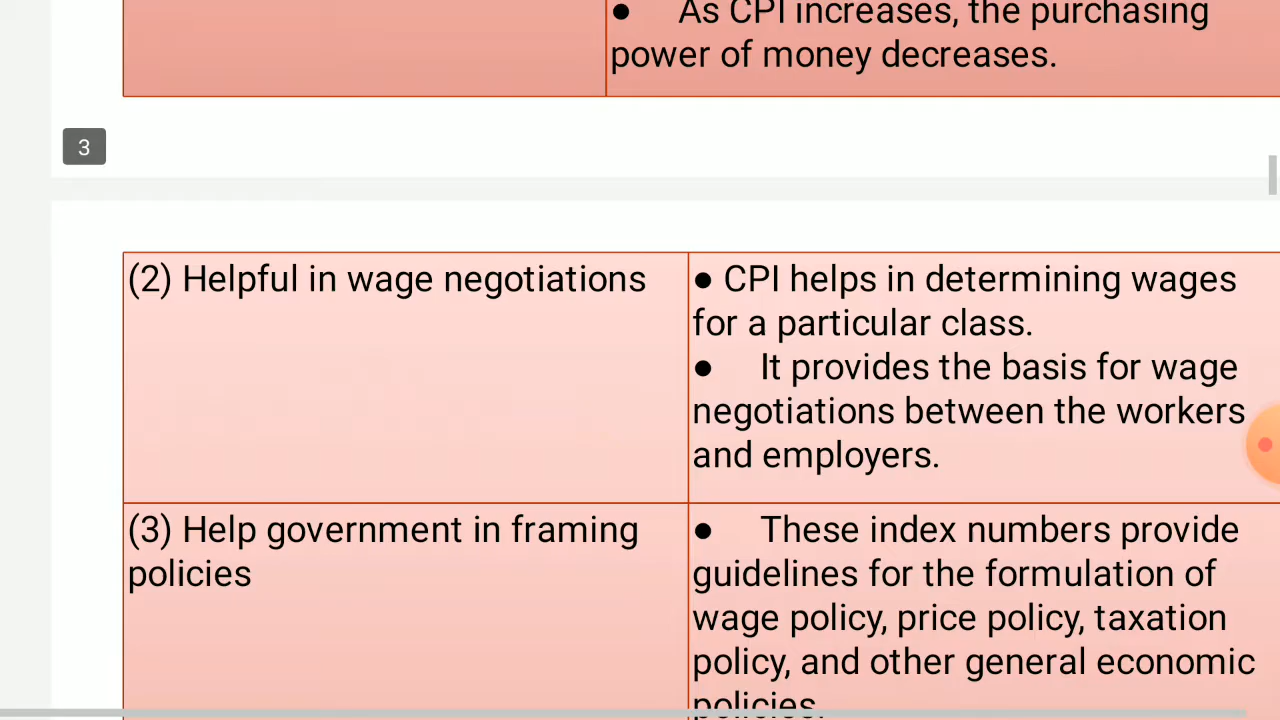 ● As CPI increases, the purchasing
power of money decreases.
3
(2) Helpful in wage negotiations
● CPI helps in determining wages
for a particular class.
● It provides the basis for wage
negotiations between the workers
and employers.
(3) Help government in framing
policies
● These index numbers provide
guidelines for the formulation of
wage policy, price policy, taxation
policy, and other general economic
policies.